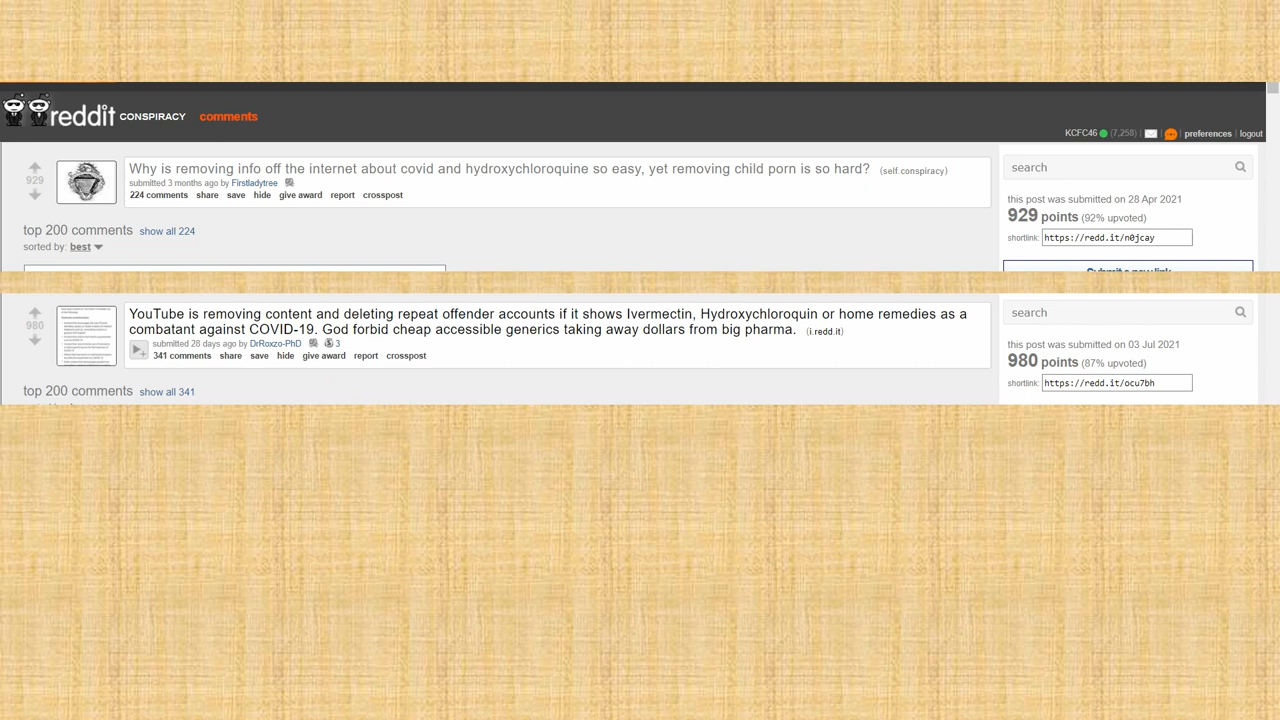 reddit CONSPIRACY comments
KCFC46 (7,258) | | | preferences | logout
929
Why is removing info off the internet about covid and hydroxychloroquine so easy, yet removing child porn is so hard? (self.conspiracy)
submitted 3 months ago by Firstladytree
224 comments share save hide give award report crosspost
search
this post was submitted on 28 Apr 2021
929 points (92% upvoted)
shortlink: https://redd.it/n0jcay
top 200 comments show all 224
sorted by: best
Submit a new link
980
YouTube is removing content and deleting repeat offender accounts if it shows Ivermectin, Hydroxychloroquin or home remedies as a
combatant against COVID-19. God forbid cheap accessible generics taking away dollars from big pharma. (i.redd.it)
submitted 28 days ago by DrRoxzo-PhD 3
341 comments share save hide give award report crosspost
search
this post was submitted on 03 Jul 2021
980 points (87% upvoted)
shortlink: https://redd.it/ocu7bh
top 200 comments show all 341